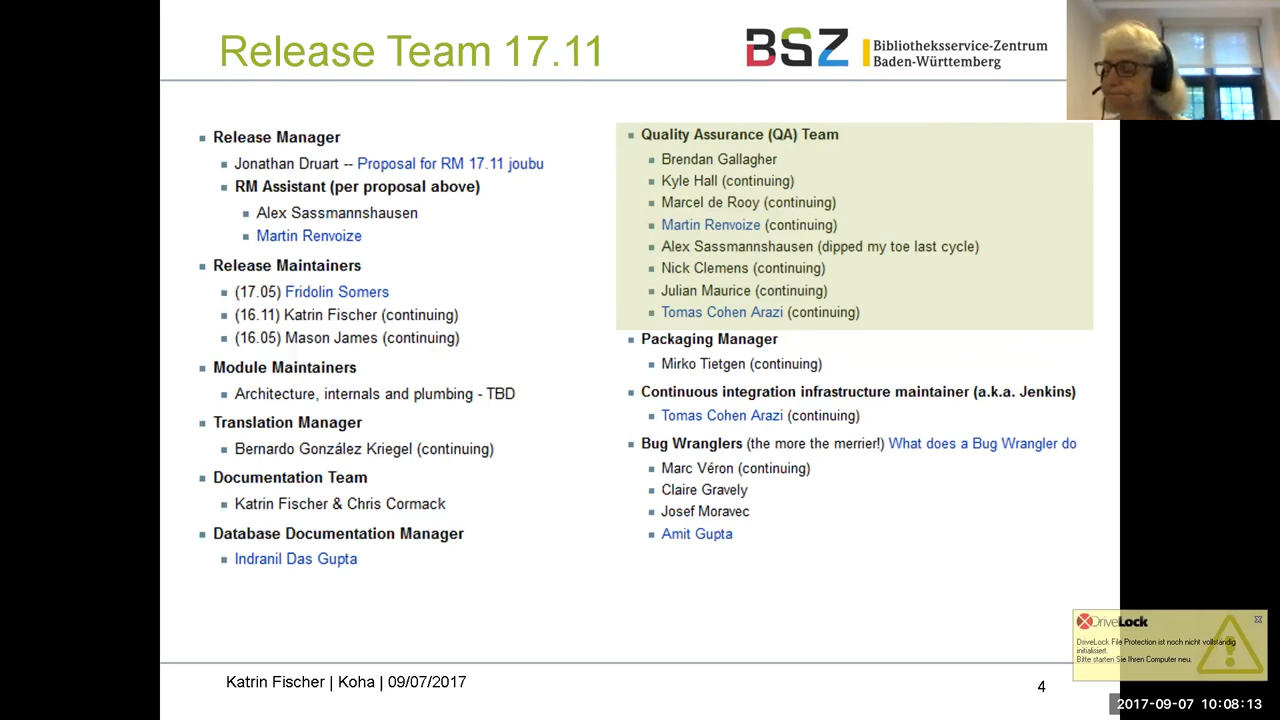 Release Team 17.11
BSZ
Bibliotheksservice-Zentrum
Baden-Württemberg
Release Manager
Jonathan Druart -- Proposal for RM 17.11 joubu
RM Assistant (per proposal above)
Alex Sassmannshausen
Martin Renvoize
Release Maintainers
(17.05) Fridolin Somers
(16.11) Katrin Fischer (continuing)
(16.05) Mason James (continuing)
Module Maintainers
Architecture, internals and plumbing - TBD
Translation Manager
Bernardo González Kriegel (continuing)
Documentation Team
Katrin Fischer & Chris Cormack
Database Documentation Manager
Indranil Das Gupta
Quality Assurance (QA) Team
Brendan Gallagher
Kyle Hall (continuing)
Marcel de Rooy (continuing)
Martin Renvoize (continuing)
Alex Sassmannshausen (dipped my toe last cycle)
Nick Clemens (continuing)
Julian Maurice (continuing)
Tomas Cohen Arazi (continuing)
Packaging Manager
Mirko Tietgen (continuing)
Continuous integration infrastructure maintainer (a.k.a. Jenkins)
Tomas Cohen Arazi (continuing)
Bug Wranglers (the more the merrier!) What does a Bug Wrangler do
Marc Véron (continuing)
Claire Gravely
Josef Moravec
Amit Gupta
DriveLock
DriveLock File Protection ist noch nicht vollständig
initialisiert.
Bitte starten Sie Ihren Computer neu.
Katrin Fischer | Koha | 09/07/2017
4
2017-09-07 10:08:13